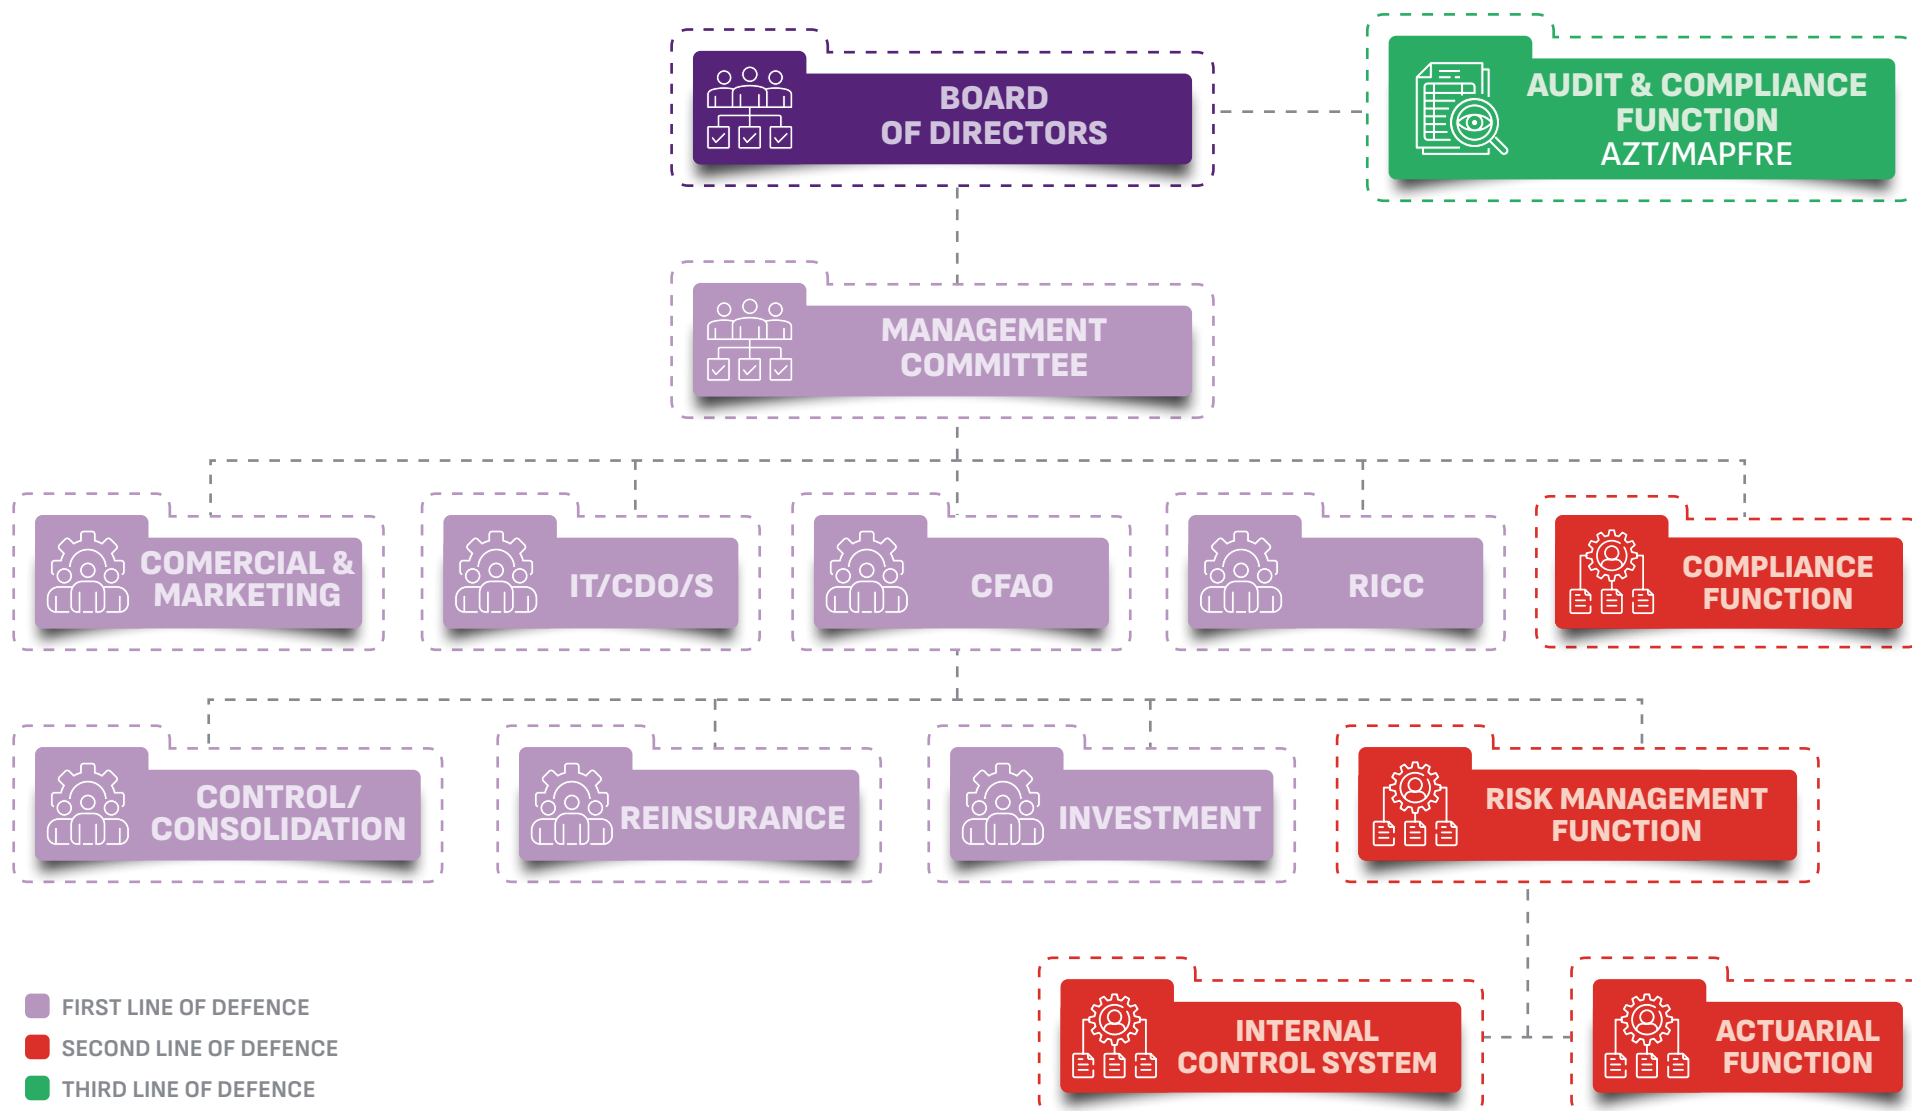 BOARD
OF DIRECTORS
AUDIT & COMPLIANCE
FUNCTION
AZT/MAPFRE
MANAGEMENT
COMMITTEE
COMERCIAL &
MARKETING
IT/CDO/S
CFAO
RICC
COMPLIANCE
FUNCTION
CONTROL/
CONSOLIDATION
REINSURANCE
INVESTMENT
RISK MANAGEMENT
FUNCTION
INTERNAL
CONTROL SYSTEM
ACTUARIAL
FUNCTION
FIRST LINE OF DEFENCE
SECOND LINE OF DEFENCE
THIRD LINE OF DEFENCE